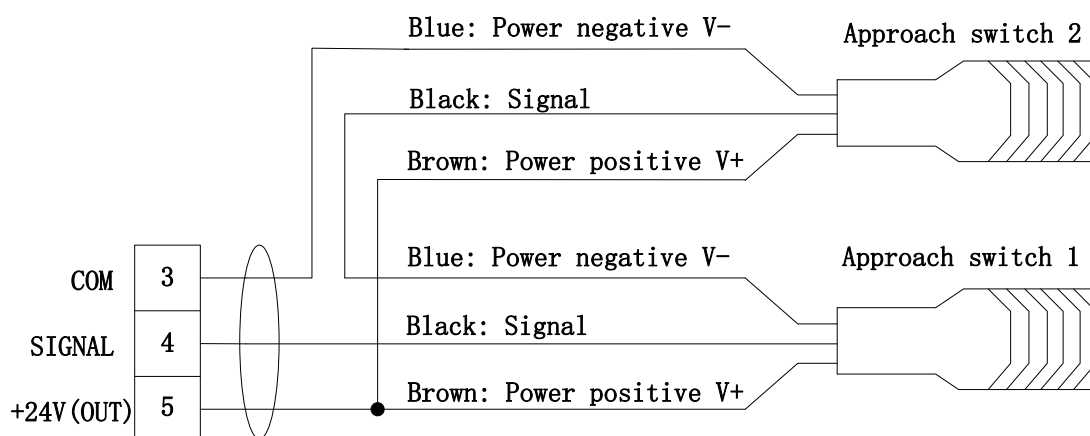 Blue: Power negative V-
Approach switch 2
Black: Signal
Brown: Power positive V+
Blue: Power negative V-
Approach switch 1
COM 3
Black: Signal
SIGNAL 4
Brown: Power positive V+
+24V(OUT) 5